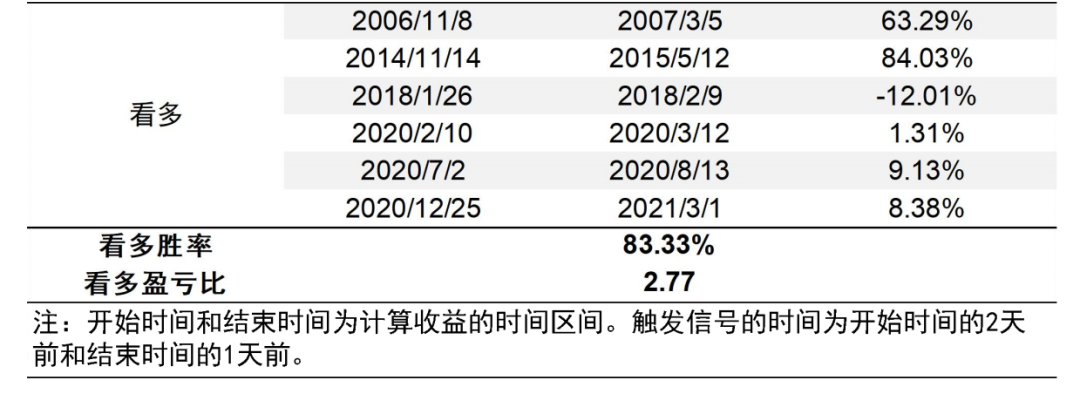 2006/11/8 2007/3/5 63.29%
2014/11/14 2015/5/12 84.03%
看多 2018/1/26 2018/2/9 -12.01%
2020/2/10 2020/3/12 1.31%
2020/7/2 2020/8/13 9.13%
2020/12/25 2021/3/1 8.38%
看多胜率 83.33%
看多盈亏比 2.77
注：开始时间和结束时间为计算收益的时间区间。触发信号的时间为开始时间的2天
前和结束时间的1天前。